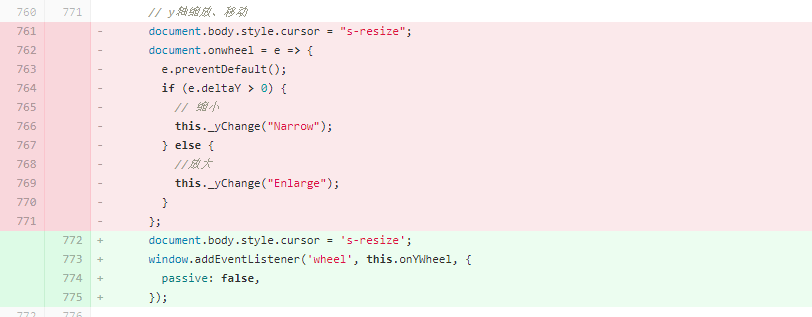 760 771 // y轴缩放、移动
761 - document.body.style.cursor = "s-resize";
762 - document.onwheel = e => {
763 - e.preventDefault();
764 - if (e.deltaY > 0) {
765 - // 缩小
766 - this._yChange("Narrow");
767 - } else {
768 - //放大
769 - this._yChange("Enlarge");
770 - }
771 - };
772 + document.body.style.cursor = 's-resize';
773 + window.addEventListener('wheel', this.onYWheel, {
774 + passive: false,
775 + });
772 776